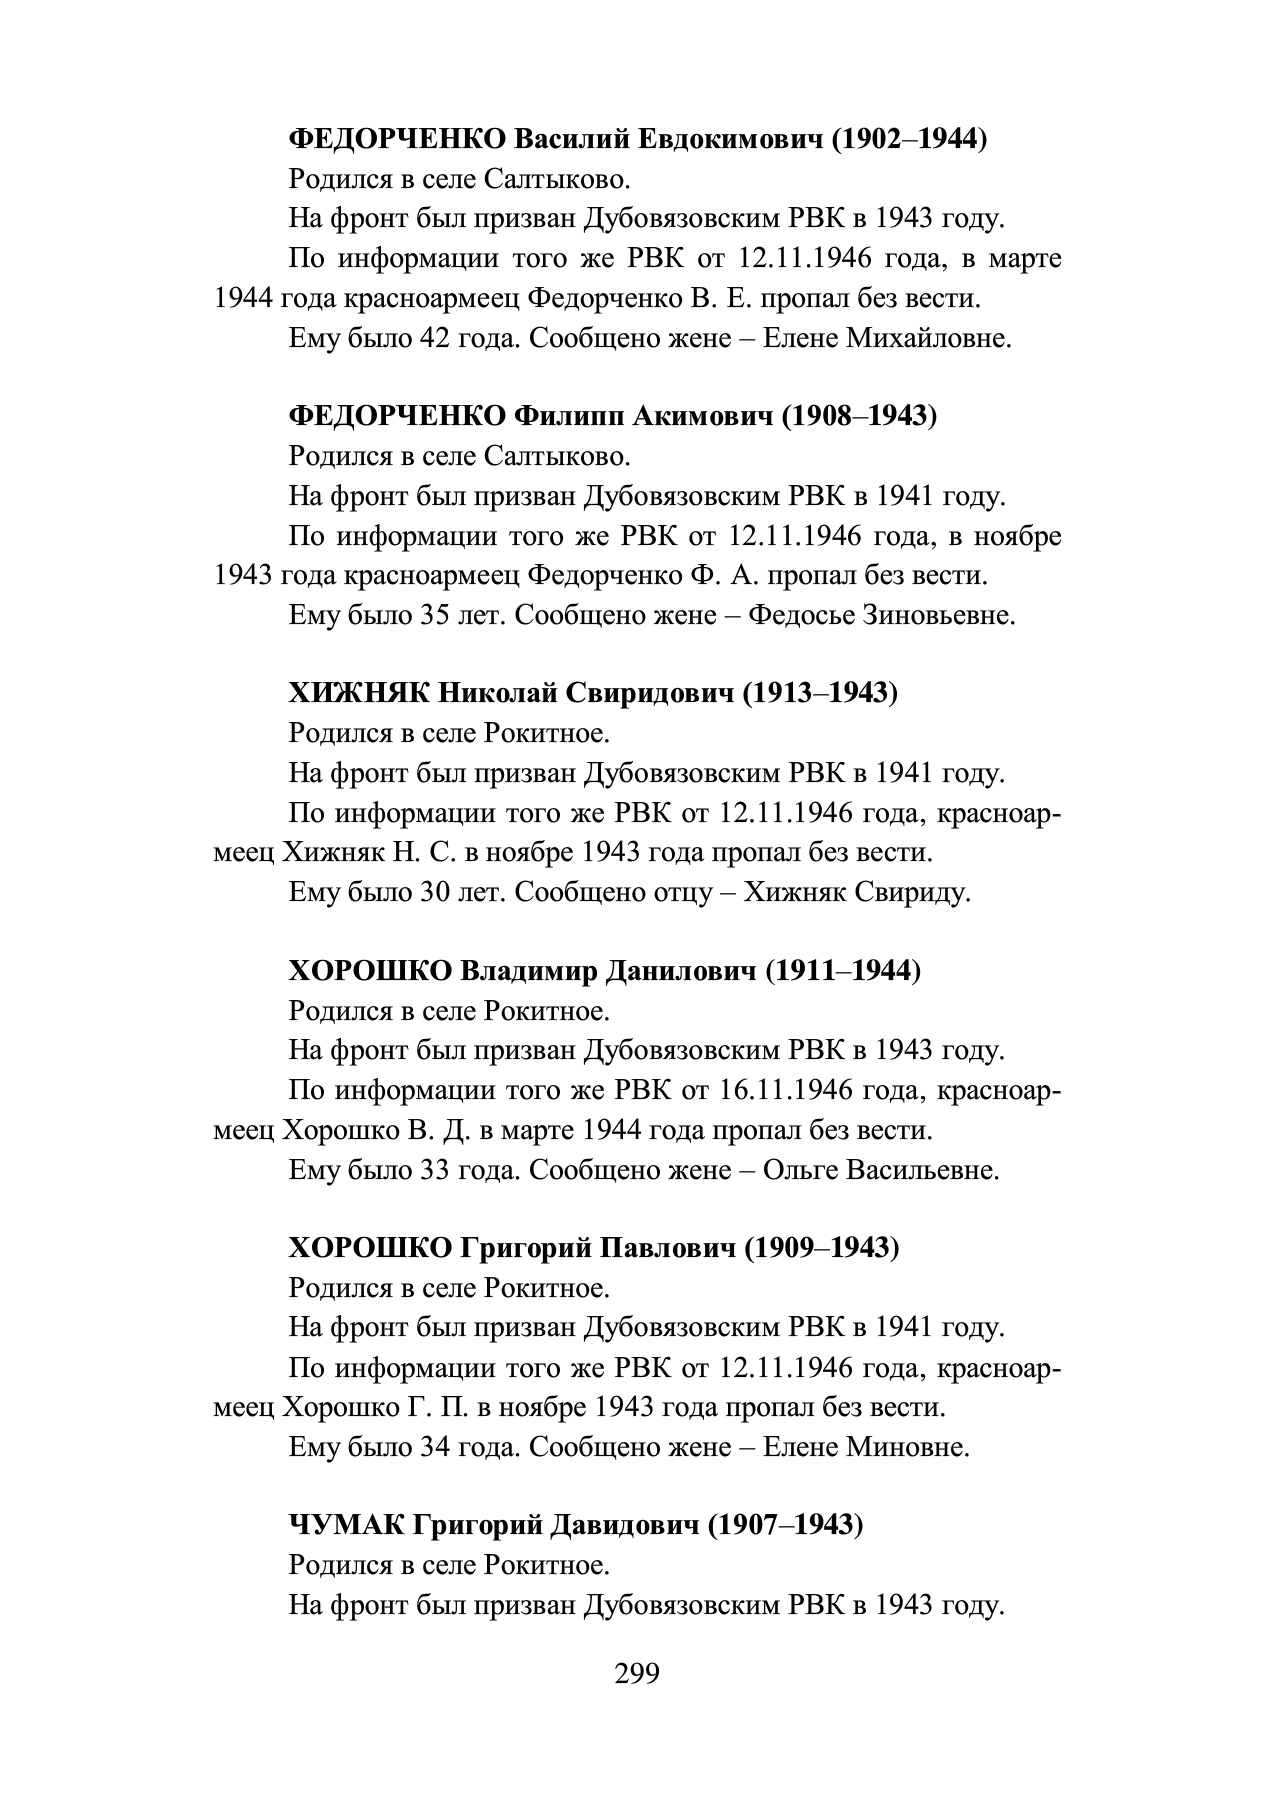 ФЕДОРЧЕНКО Василий Евдокимович (1902–1944)
Родился в селе Салтыково.
На фронт был призван Дубовязовским РВК в 1943 году.
По информации того же РВК от 12.11.1946 года, в марте
1944 года красноармеец Федорченко В. Е. пропал без вести.
Ему было 42 года. Сообщено жене – Елене Михайловне.
ФЕДОРЧЕНКО Филипп Акимович (1908–1943)
Родился в селе Салтыково.
На фронт был призван Дубовязовским РВК в 1941 году.
По информации того же РВК от 12.11.1946 года, в ноябре
1943 года красноармеец Федорченко Ф. А. пропал без вести.
Ему было 35 лет. Сообщено жене – Федосье Зиновьевне.
ХИЖНЯК Николай Свиридович (1913–1943)
Родился в селе Рокитное.
На фронт был призван Дубовязовским РВК в 1941 году.
По информации того же РВК от 12.11.1946 года, красноар-
меец Хижняк Н. С. в ноябре 1943 года пропал без вести.
Ему было 30 лет. Сообщено отцу – Хижняк Свириду.
ХОРОШКО Владимир Данилович (1911–1944)
Родился в селе Рокитное.
На фронт был призван Дубовязовским РВК в 1943 году.
По информации того же РВК от 16.11.1946 года, красноар-
меец Хорошко В. Д. в марте 1944 года пропал без вести.
Ему было 33 года. Сообщено жене – Ольге Васильевне.
ХОРОШКО Григорий Павлович (1909–1943)
Родился в селе Рокитное.
На фронт был призван Дубовязовским РВК в 1941 году.
По информации того же РВК от 12.11.1946 года, красноар-
меец Хорошко Г. П. в ноябре 1943 года пропал без вести.
Ему было 34 года. Сообщено жене – Елене Миновне.
ЧУМАК Григорий Давидович (1907–1943)
Родился в селе Рокитное.
На фронт был призван Дубовязовским РВК в 1943 году.
299